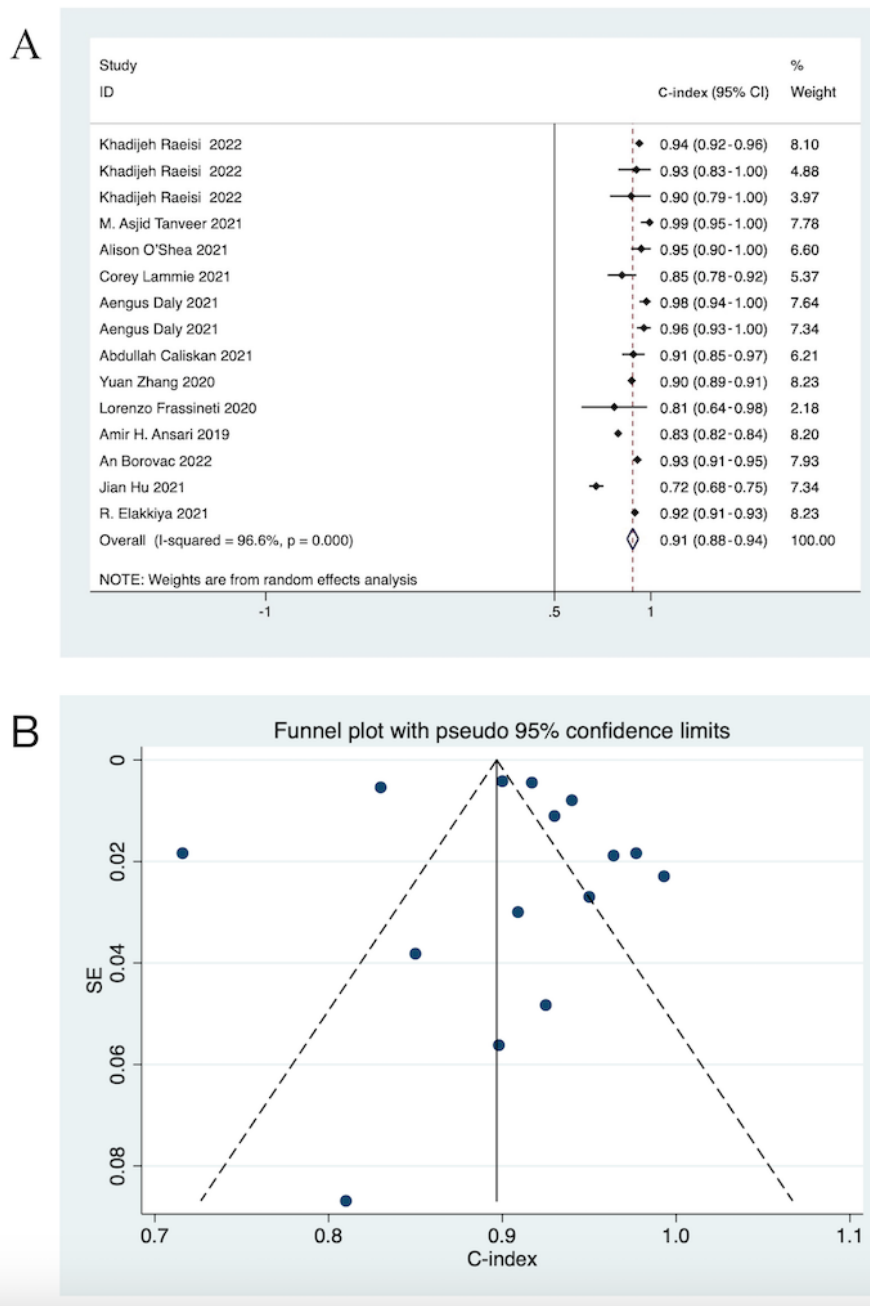 A
Study %
ID C-index (95% CI) Weight
Khadijeh Raeisi 2022 0.94 (0.92-0.96) 8.10
Khadijeh Raeisi 2022 0.93 (0.83-1.00) 4.88
Khadijeh Raeisi 2022 0.90 (0.79-1.00) 3.97
M. Asjid Tanveer 2021 0.99 (0.95-1.00) 7.78
Alison O'Shea 2021 0.95 (0.90-1.00) 6.60
Corey Lammie 2021 0.85 (0.78-0.92) 5.37
Aengus Daly 2021 0.98 (0.94-1.00) 7.64
Aengus Daly 2021 0.96 (0.93-1.00) 7.34
Abdullah Caliskan 2021 0.91 (0.85-0.97) 6.21
Yuan Zhang 2020 0.90 (0.89-0.91) 8.23
Lorenzo Frassineti 2020 0.81 (0.64-0.98) 2.18
Amir H. Ansari 2019 0.83 (0.82-0.84) 8.20
An Borovac 2022 0.93 (0.91-0.95) 7.93
Jian Hu 2021 0.72 (0.68-0.75) 7.34
R. Elakkiya 2021 0.92 (0.91-0.93) 8.23
Overall (I-squared = 96.6%, p = 0.000) 0.91 (0.88-0.94) 100.00
NOTE: Weights are from random effects analysis
-1 .5 1
B
Funnel plot with pseudo 95% confidence limits
0
0.02
0.04
SE
0.06
0.08
0.7 0.8 0.9 1.0 1.1
C-index